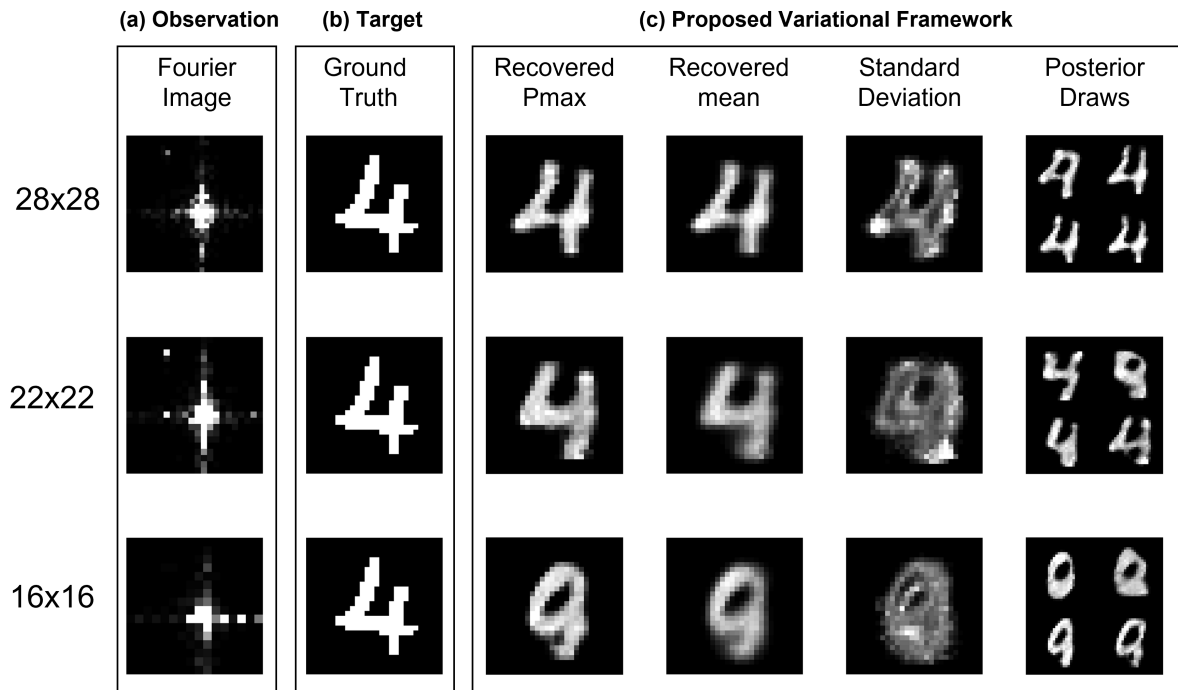 (a) Observation
(b) Target
(c) Proposed Variational Framework
Fourier
Image
Ground
Truth
Recovered
Pmax
Recovered
mean
Standard
Deviation
Posterior
Draws
28x28
22x22
16x16